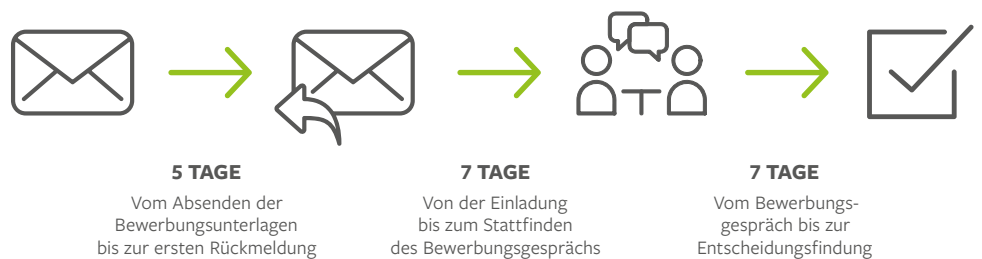 5 TAGE
Vom Absenden der
Bewerbungsunterlagen
bis zur ersten Rückmeldung
7 TAGE
Von der Einladung
bis zum Stattfinden
des Bewerbungsgesprächs
7 TAGE
Vom Bewerbungs-
gespräch bis zur
Entscheidungsfindung